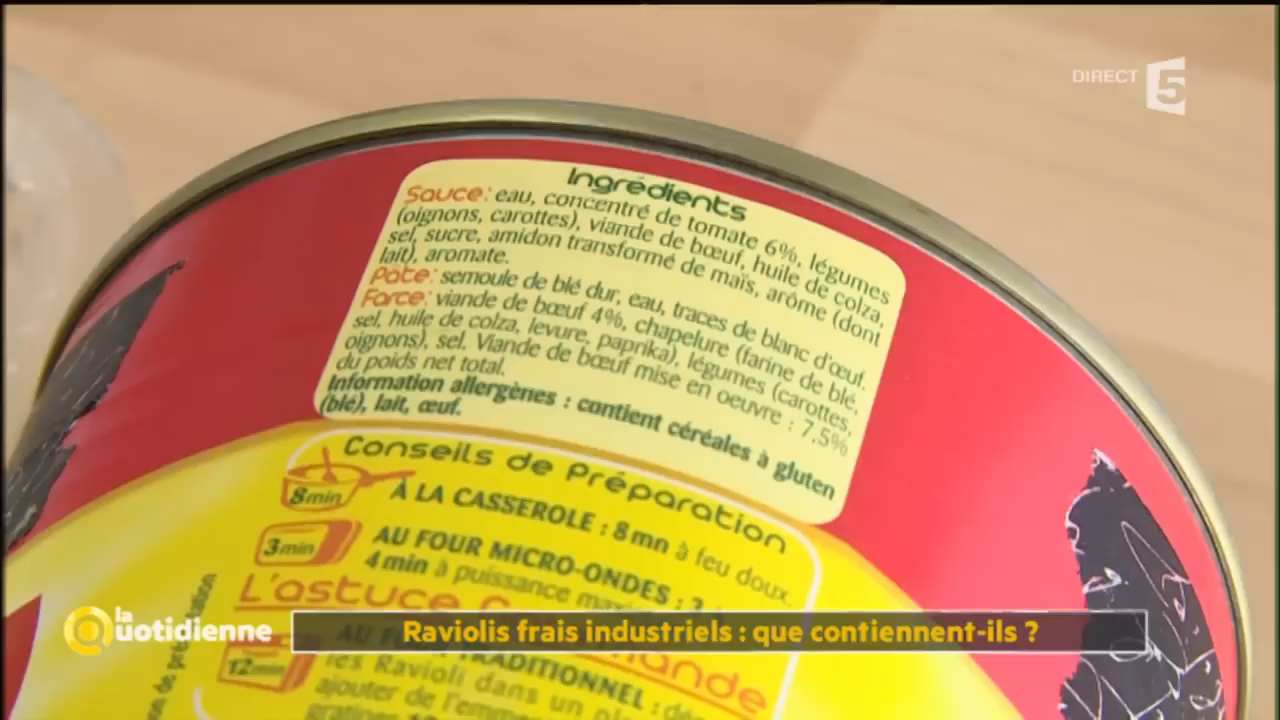 DIRECT 5
Ingrédients
Sauce: eau, concentré de tomate 6%, légumes
(oignons, carottes), viande de bœuf, huile de colza,
sel, sucre, amidon transformé de maïs, arôme (dont
lait), aromate.
Pâte: semoule de blé dur, eau, traces de blanc d'œuf.
Farce: viande de bœuf 4%, chapelure (farine de blé,
sel, huile de colza, levure, paprika), légumes (carottes,
oignons), sel. Viande de bœuf mise en oeuvre : 7,5%
du poids net total.
Information allergènes : contient céréales à gluten
(blé), lait, œuf.
Conseils de Préparation
8min À LA CASSEROLE : 8mn à feu doux.
3min AU FOUR MICRO-ONDES : 3
4min à puissance
L'astuce
12min TRADITIONNEL :
les Ravioli dans un
ajouter de
la Quotidienne
Raviolis frais industriels : que contiennent-ils ?